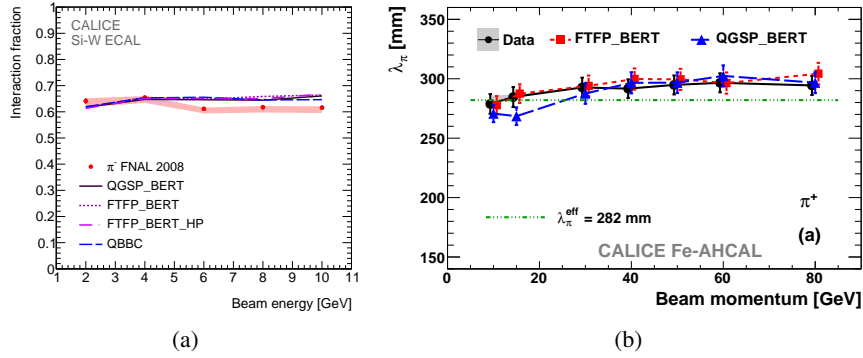 Interaction fraction
1
0.9
0.8
0.7
0.6
0.5
0.4
0.3
0.2
0.1
0
CALICE
Si-W ECAL
π⁻ FNAL 2008
QGSP_BERT
FTFP_BERT
FTFP_BERT_HP
QBBC
1 2 3 4 5 6 7 8 9 10 11
Beam energy [GeV]
(a)
λπ [mm]
350
300
250
200
150
Data FTFP_BERT QGSP_BERT
π⁺
λπ^eff = 282 mm
(a)
CALICE Fe-AHCAL
0 20 40 60 80
Beam momentum [GeV]
(b)